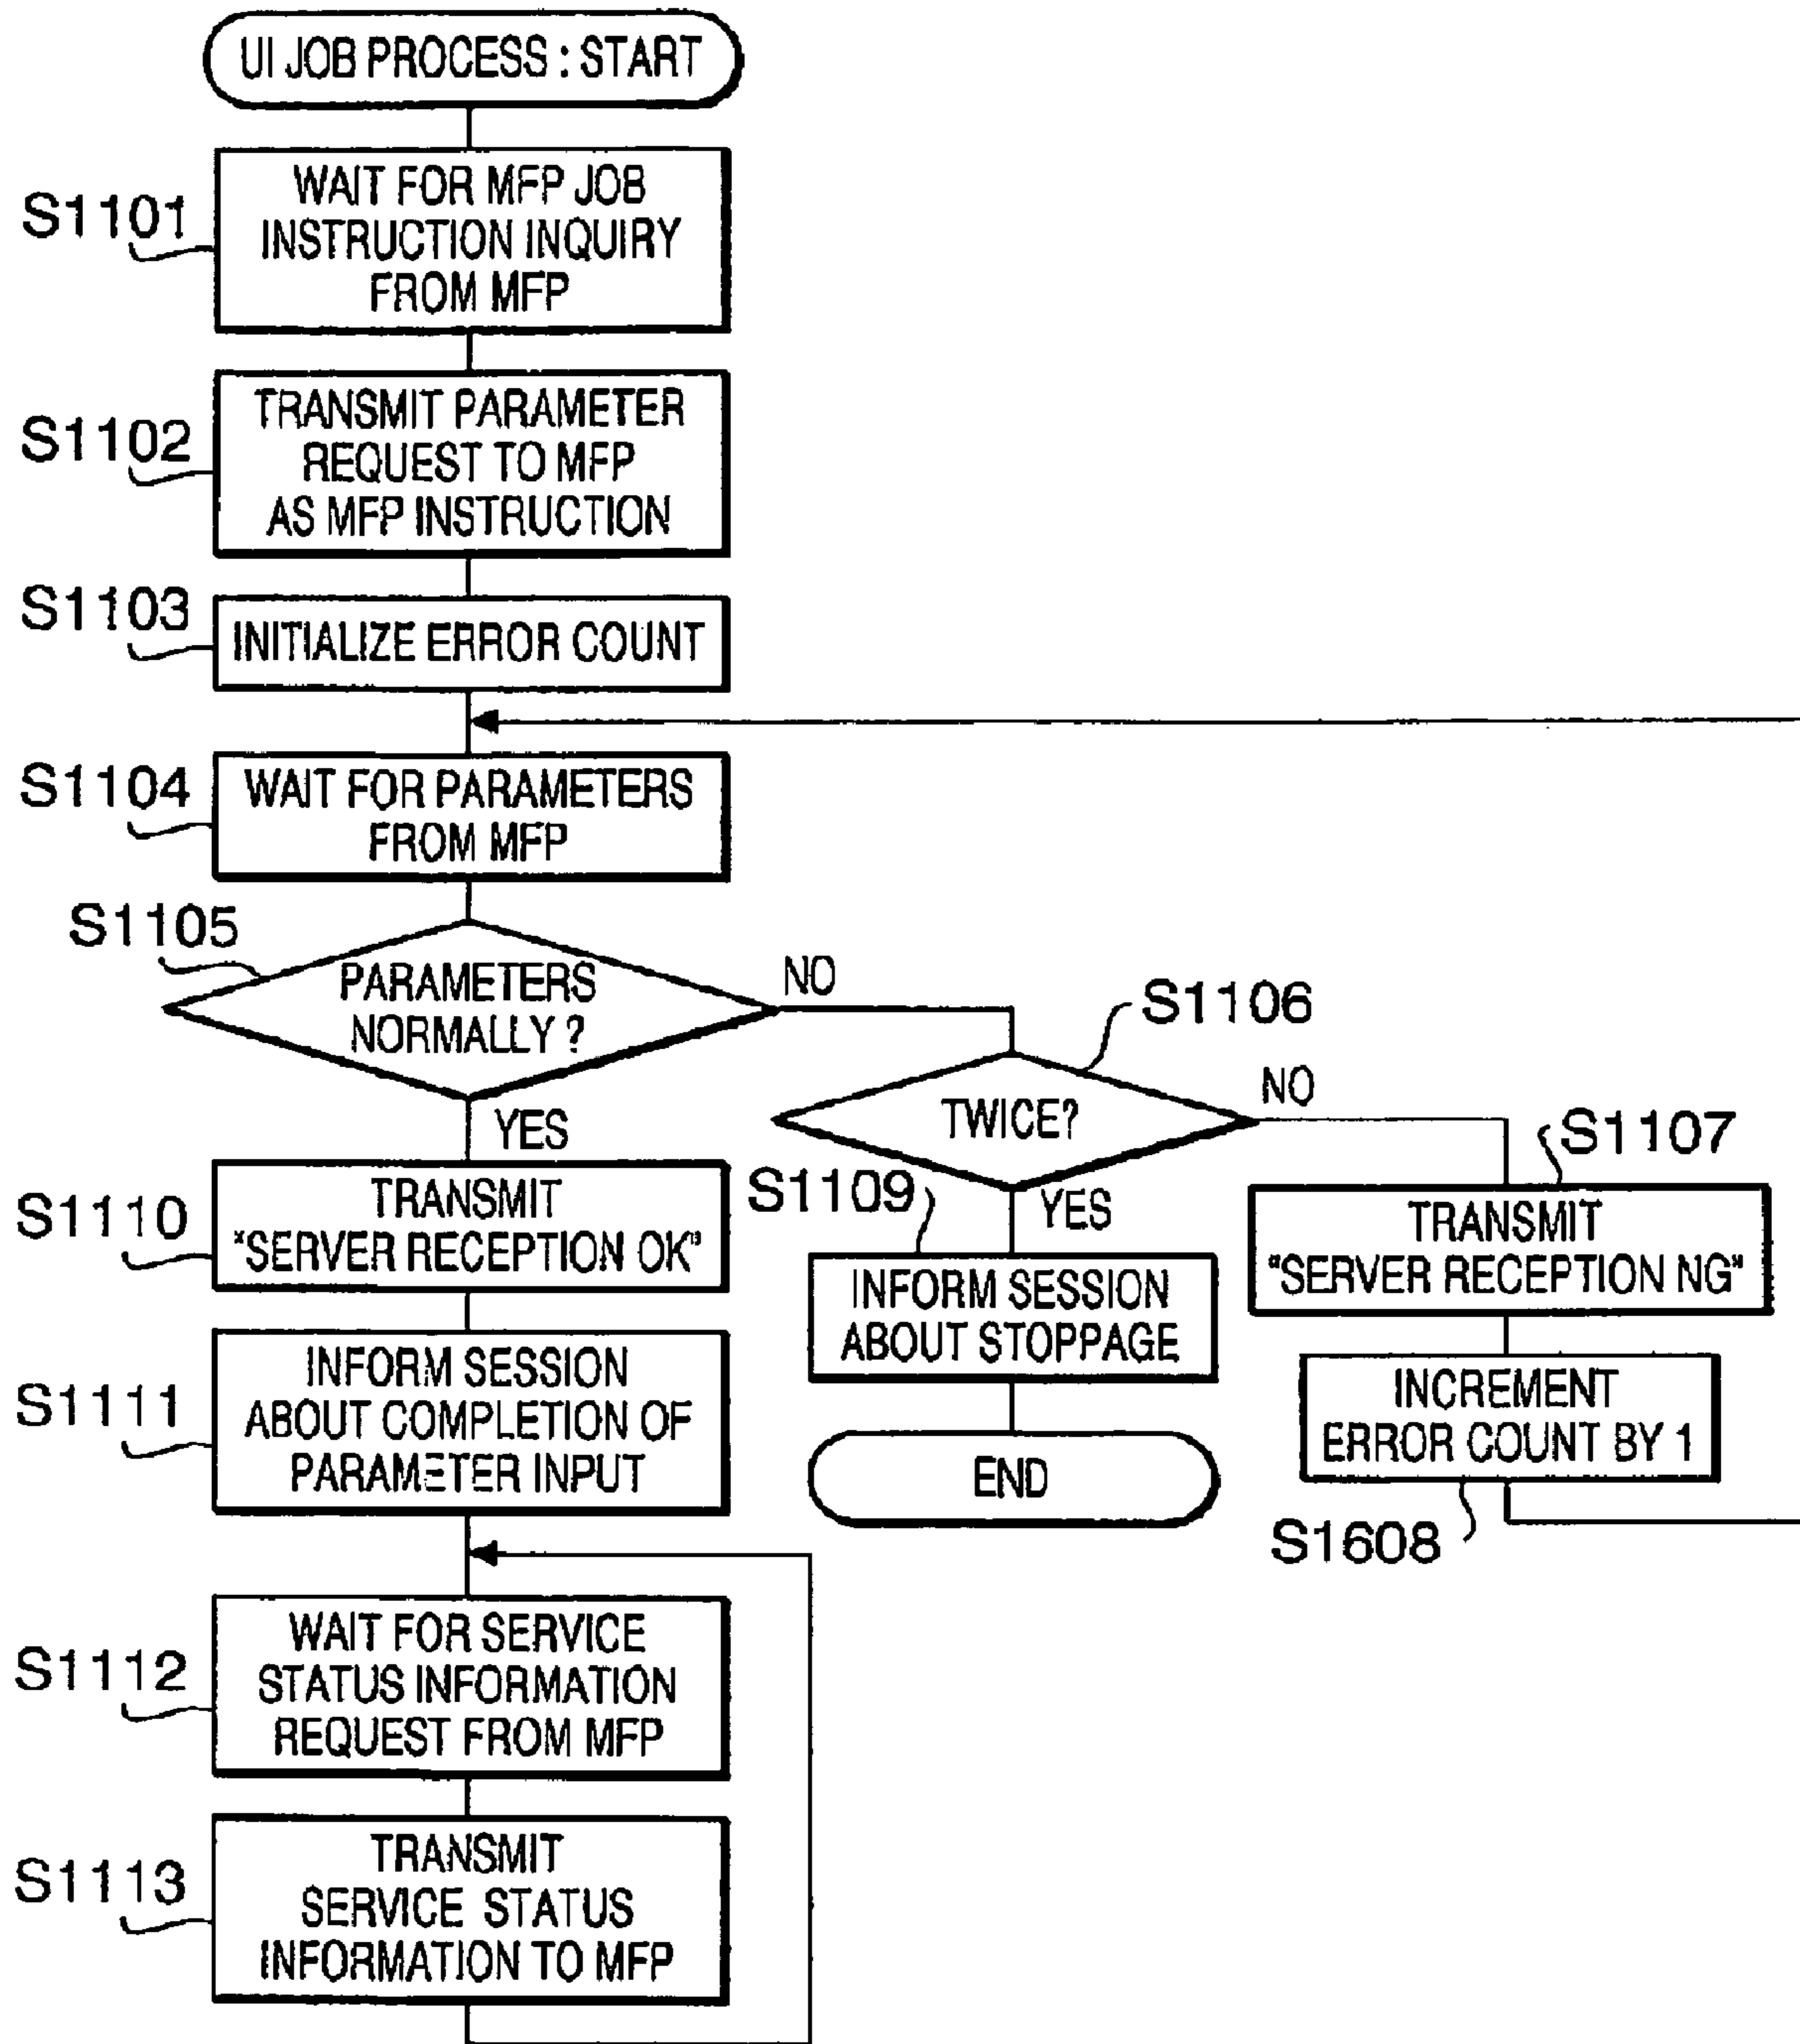 UI JOB PROCESS : START
S1101
WAIT FOR MFP JOB
INSTRUCTION INQUIRY
FROM MFP
S1102
TRANSMIT PARAMETER
REQUEST TO MFP
AS MFP INSTRUCTION
S1103
INITIALIZE ERROR COUNT
S1104
WAIT FOR PARAMETERS
FROM MFP
S1105
PARAMETERS
NORMALLY ?
NO
YES
S1106
TWICE?
NO
YES
S1107
TRANSMIT
"SERVER RECEPTION NG"
INCREMENT
ERROR COUNT BY 1
S1608
S1109
INFORM SESSION
ABOUT STOPPAGE
END
S1110
TRANSMIT
"SERVER RECEPTION OK"
S1111
INFORM SESSION
ABOUT COMPLETION OF
PARAMETER INPUT
S1112
WAIT FOR SERVICE
STATUS INFORMATION
REQUEST FROM MFP
S1113
TRANSMIT
SERVICE STATUS
INFORMATION TO MFP